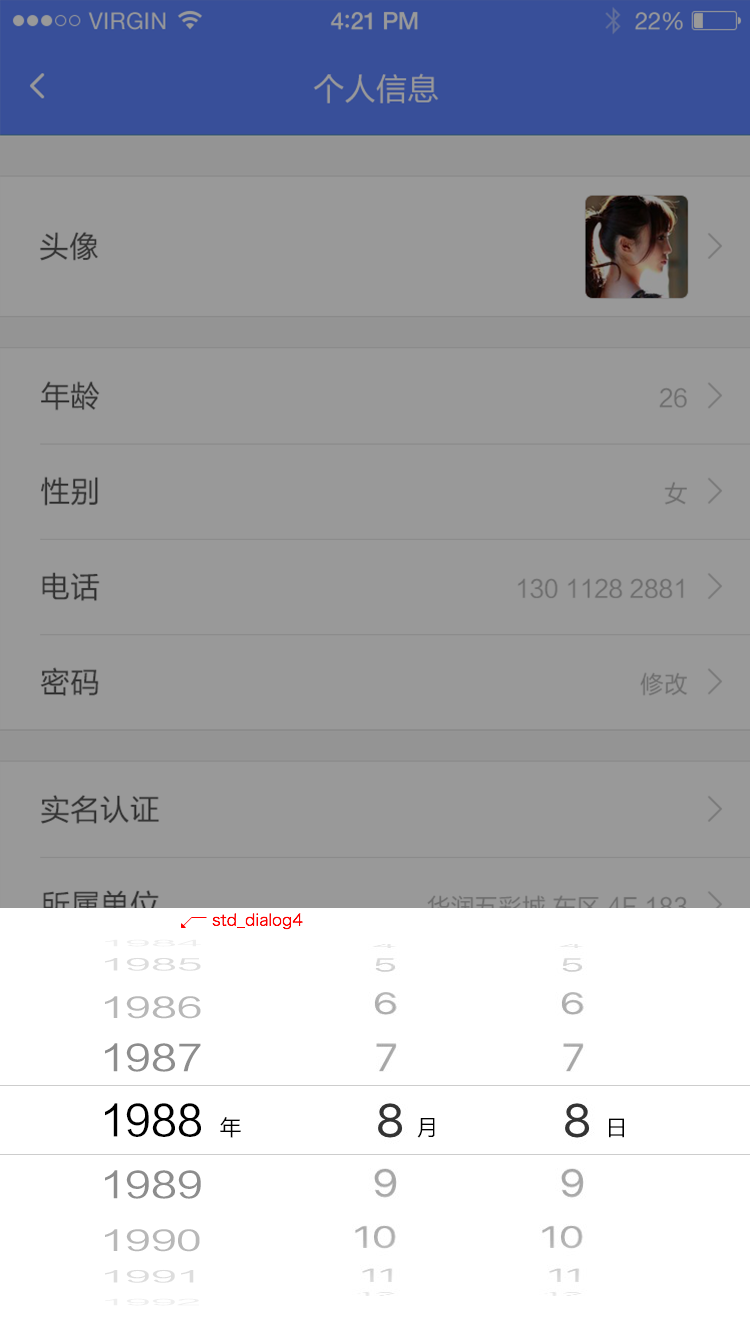 VIRGIN 4:21 PM 22%
个人信息
头像
年龄 26
性别 女
电话 130 1128 2881
密码 修改
实名认证
所属单位 华润五彩城 东区 4F 183
std_dialog4
1984 4 4
1985 5 5
1986 6 6
1987 7 7
1988 年 8 月 8 日
1989 9 9
1990 10 10
1991 11 11
1992 12 12